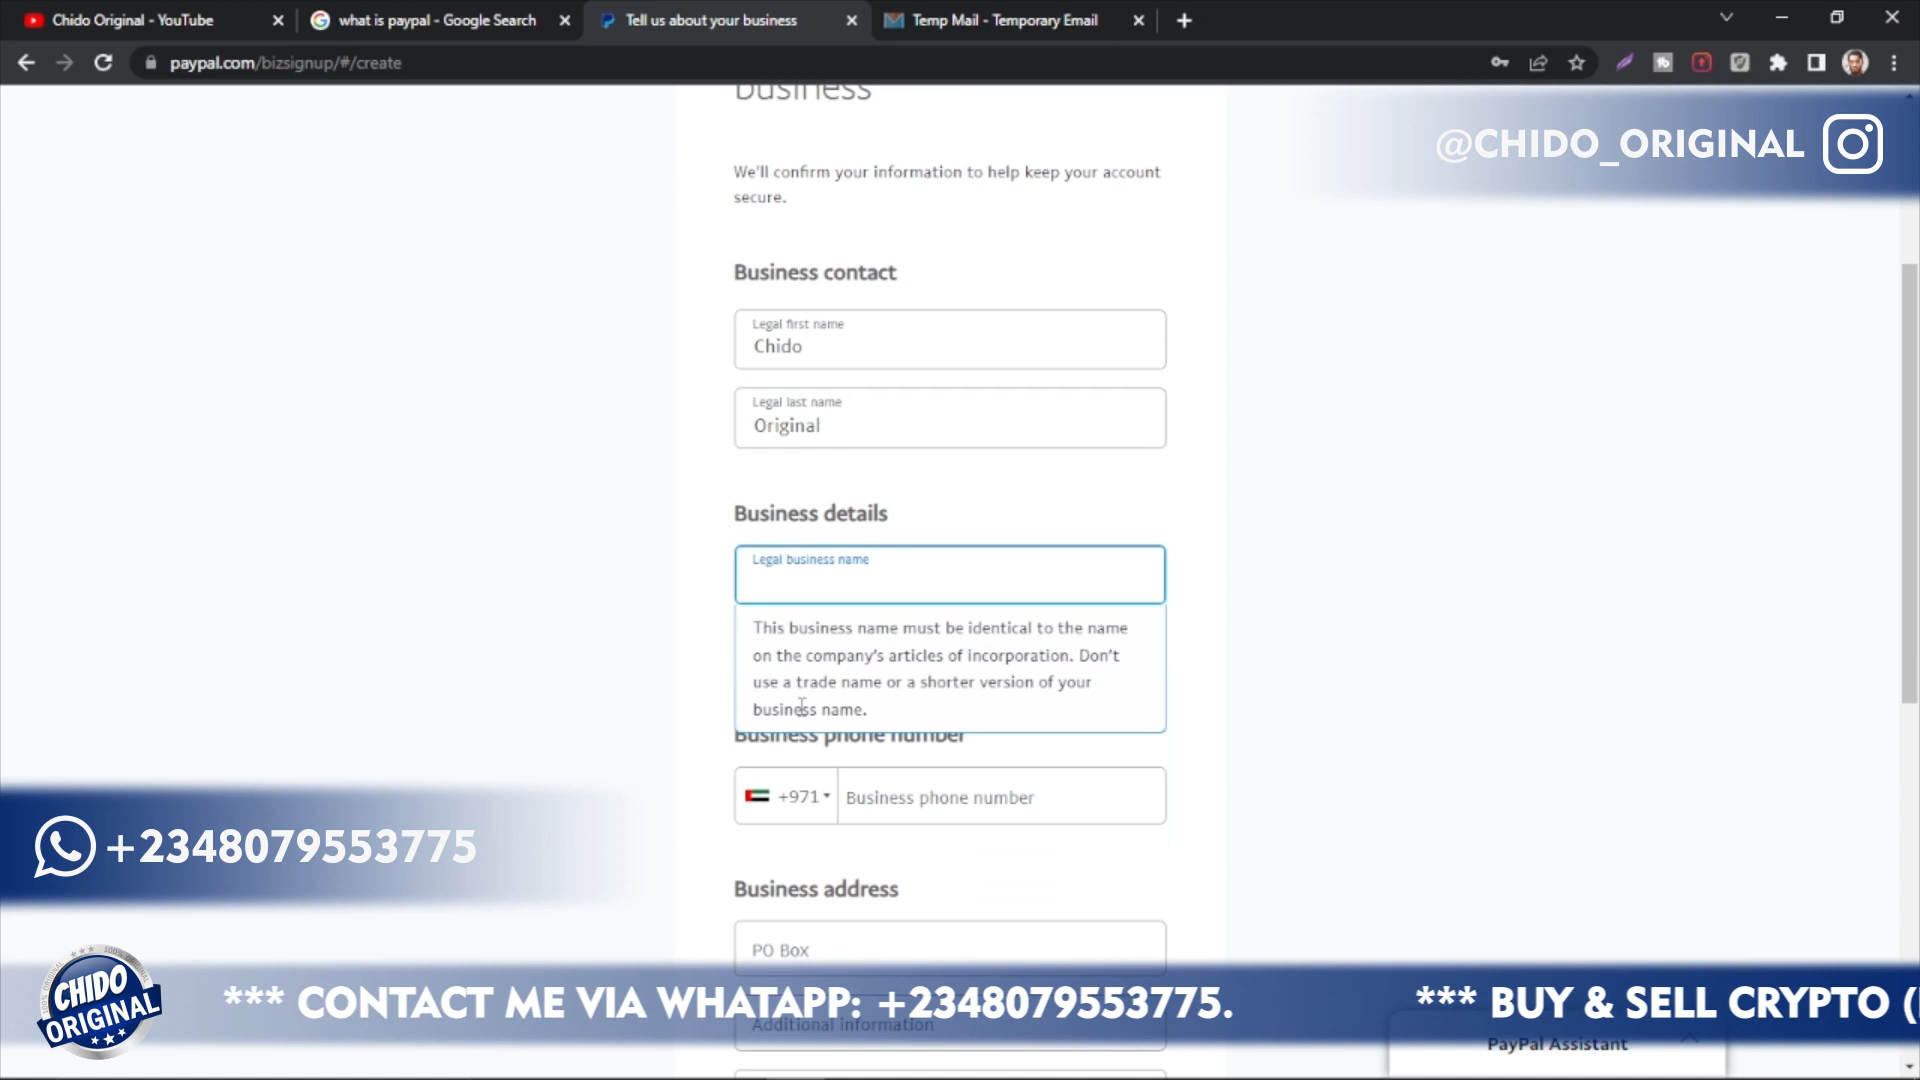 Chido Original - YouTube
what is paypal - Google Search
Tell us about your business
Temp Mail - Temporary Email
paypal.com/bizsignup/#/create
business
@CHIDO_ORIGINAL
We'll confirm your information to help keep your account
secure.
Business contact
Legal first name
Chido
Legal last name
Original
Business details
Legal business name
This business name must be identical to the name
on the company's articles of incorporation. Don't
use a trade name or a shorter version of your
business name.
Business phone number
+971
Business phone number
+2348079553775
Business address
PO Box
CHIDO
ORIGINAL
*** CONTACT ME VIA WHATAPP: +2348079553775.
*** BUY & SELL CRYPTO (
Additional information
PayPal Assistant